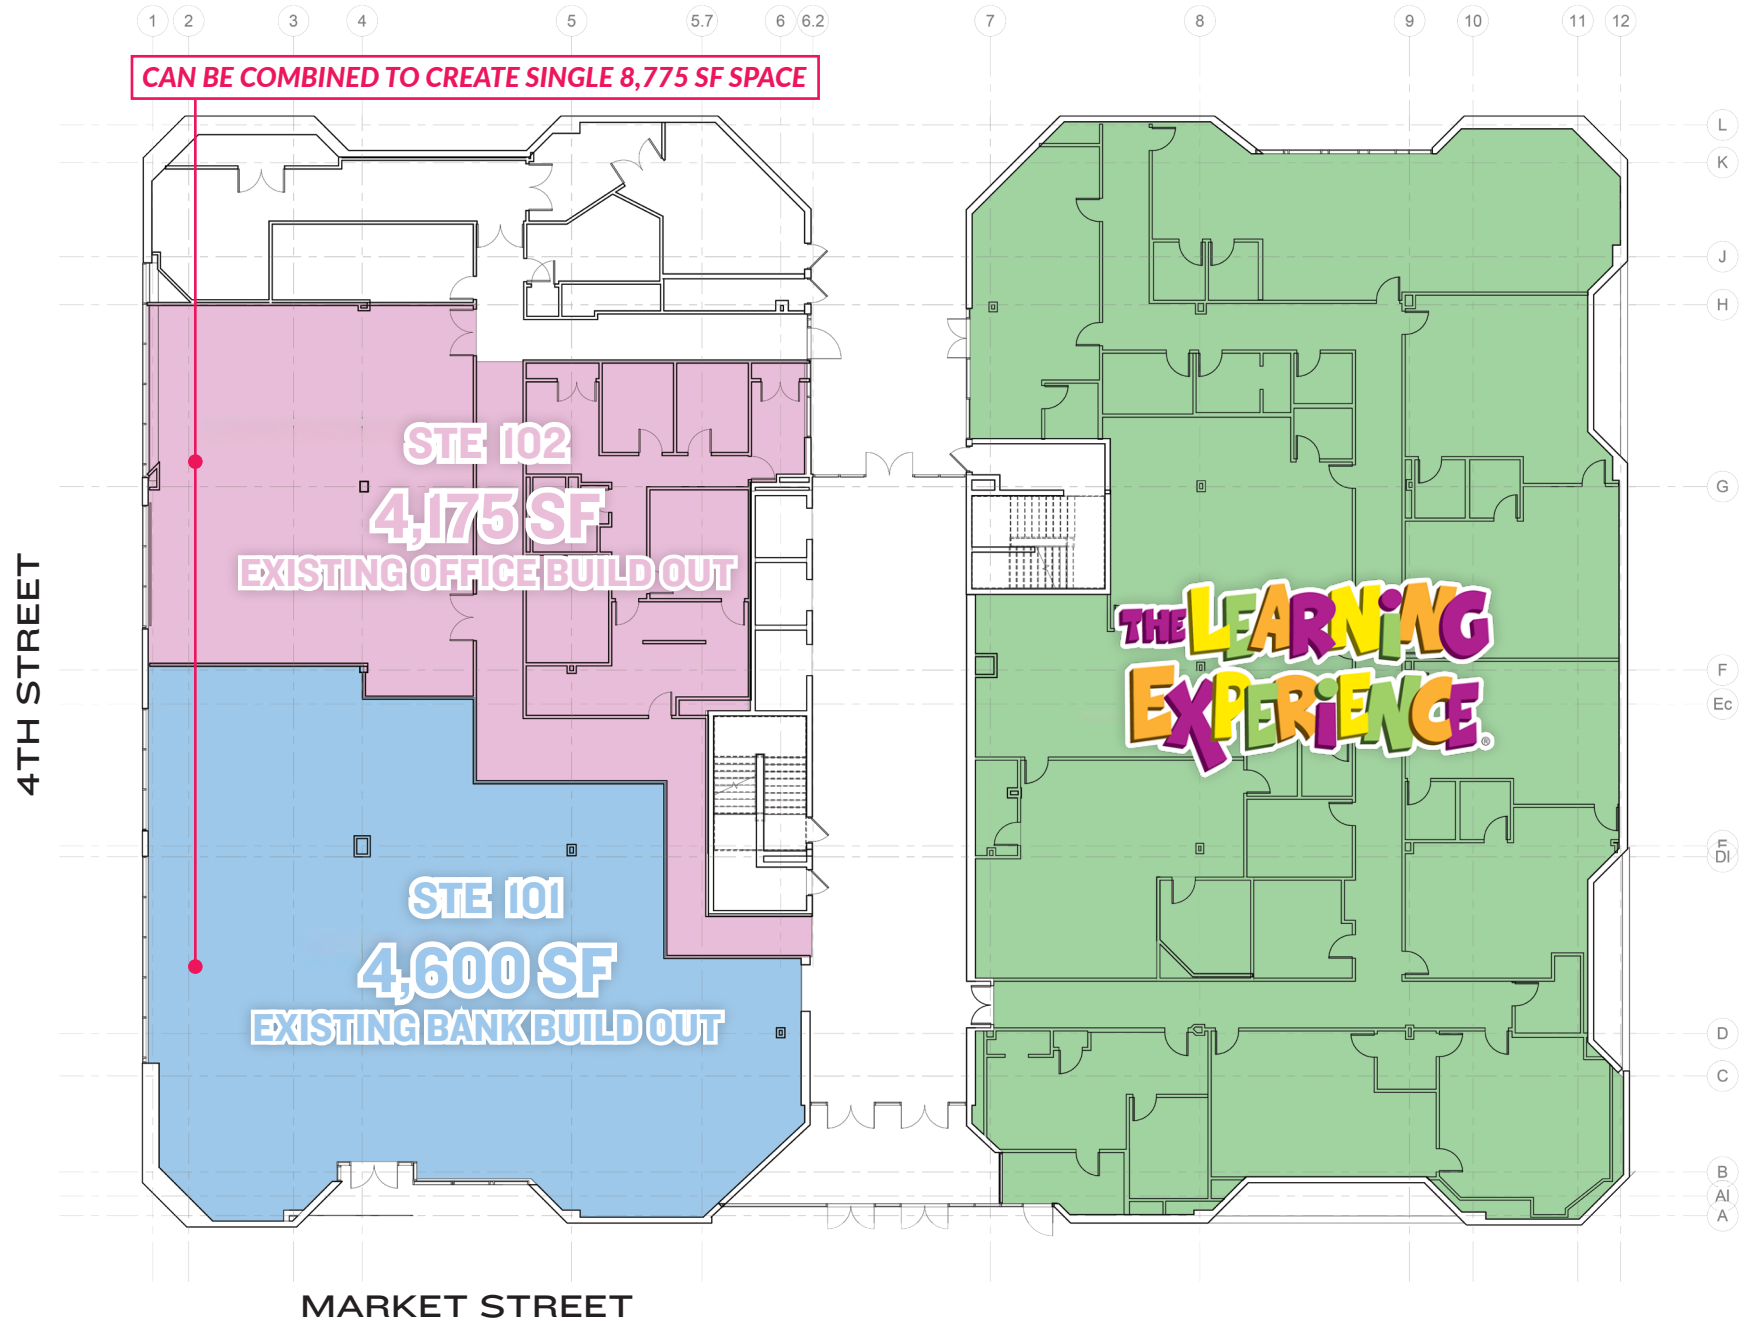 1 2 3 4 5 5.7 6 6.2 7 8 9 10 11 12
CAN BE COMBINED TO CREATE SINGLE 8,775 SF SPACE
L
K
J
H
STE 102
G
4,175 SF
EXISTING OFFICE BUILD OUT
4TH STREET
THE LEARNING
EXPERIENCE®
F
Ec
E
DI
STE 101
4,600 SF
EXISTING BANK BUILD OUT
D
C
B
AI
A
MARKET STREET